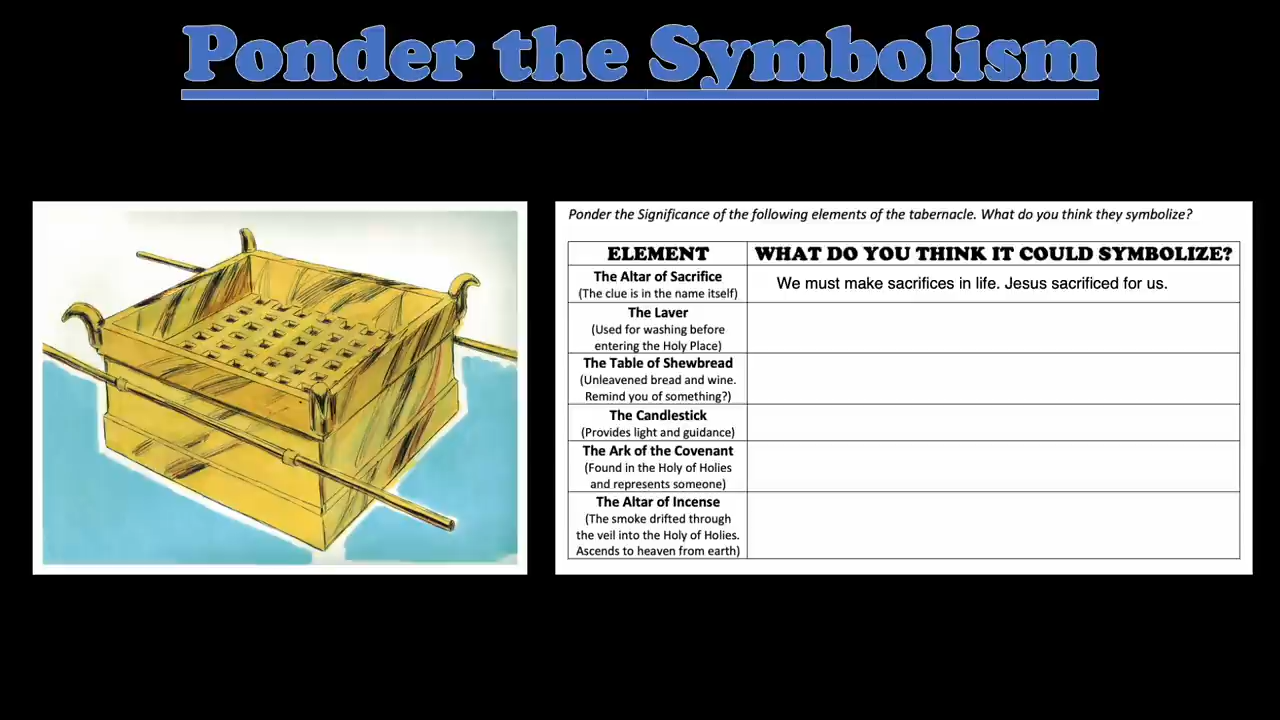 Ponder the Symbolism
Ponder the Significance of the following elements of the tabernacle. What do you think they symbolize?
ELEMENT
WHAT DO YOU THINK IT COULD SYMBOLIZE?
The Altar of Sacrifice
(The clue is in the name itself)
We must make sacrifices in life. Jesus sacrificed for us.
The Laver
(Used for washing before
entering the Holy Place)
The Table of Shewbread
(Unleavened bread and wine.
Remind you of something?)
The Candlestick
(Provides light and guidance)
The Ark of the Covenant
(Found in the Holy of Holies
and represents someone)
The Altar of Incense
(The smoke drifted through
the veil into the Holy of Holies.
Ascends to heaven from earth)